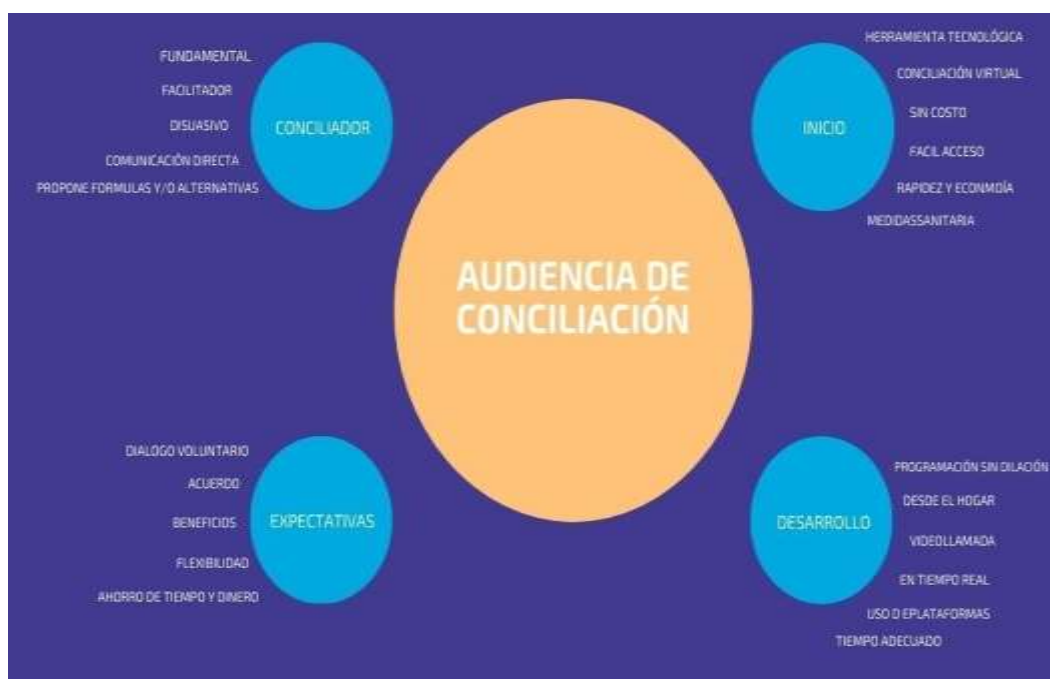 FUNDAMENTAL
FACILITADOR
DISUASIVO
COMUNICACIÓN DIRECTA
PROPONE FORMULAS Y/O ALTERNATIVAS
CONCILIADOR
HERRAMIENTA TECNOLÓGICA
CONCILIACIÓN VIRTUAL
SIN COSTO
FACIL ACCESO
RAPIDEZ Y ECONMOÍA
MEDIDASSANITARIA
INICIO
AUDIENCIA DE
CONCILIACIÓN
DIALOGO VOLUNTARIO
ACUERDO
BENEFICIOS
FLEXIBILIDAD
AHORRO DE TIEMPO Y DINERO
EXPECTATIVAS
PROGRAMACIÓN SIN DILACIÓN
DESDE EL HOGAR
VIDEOLLAMADA
EN TIEMPO REAL
USO D EPLATAFORMAS
TIEMPO ADECUADO
DESARROLLO